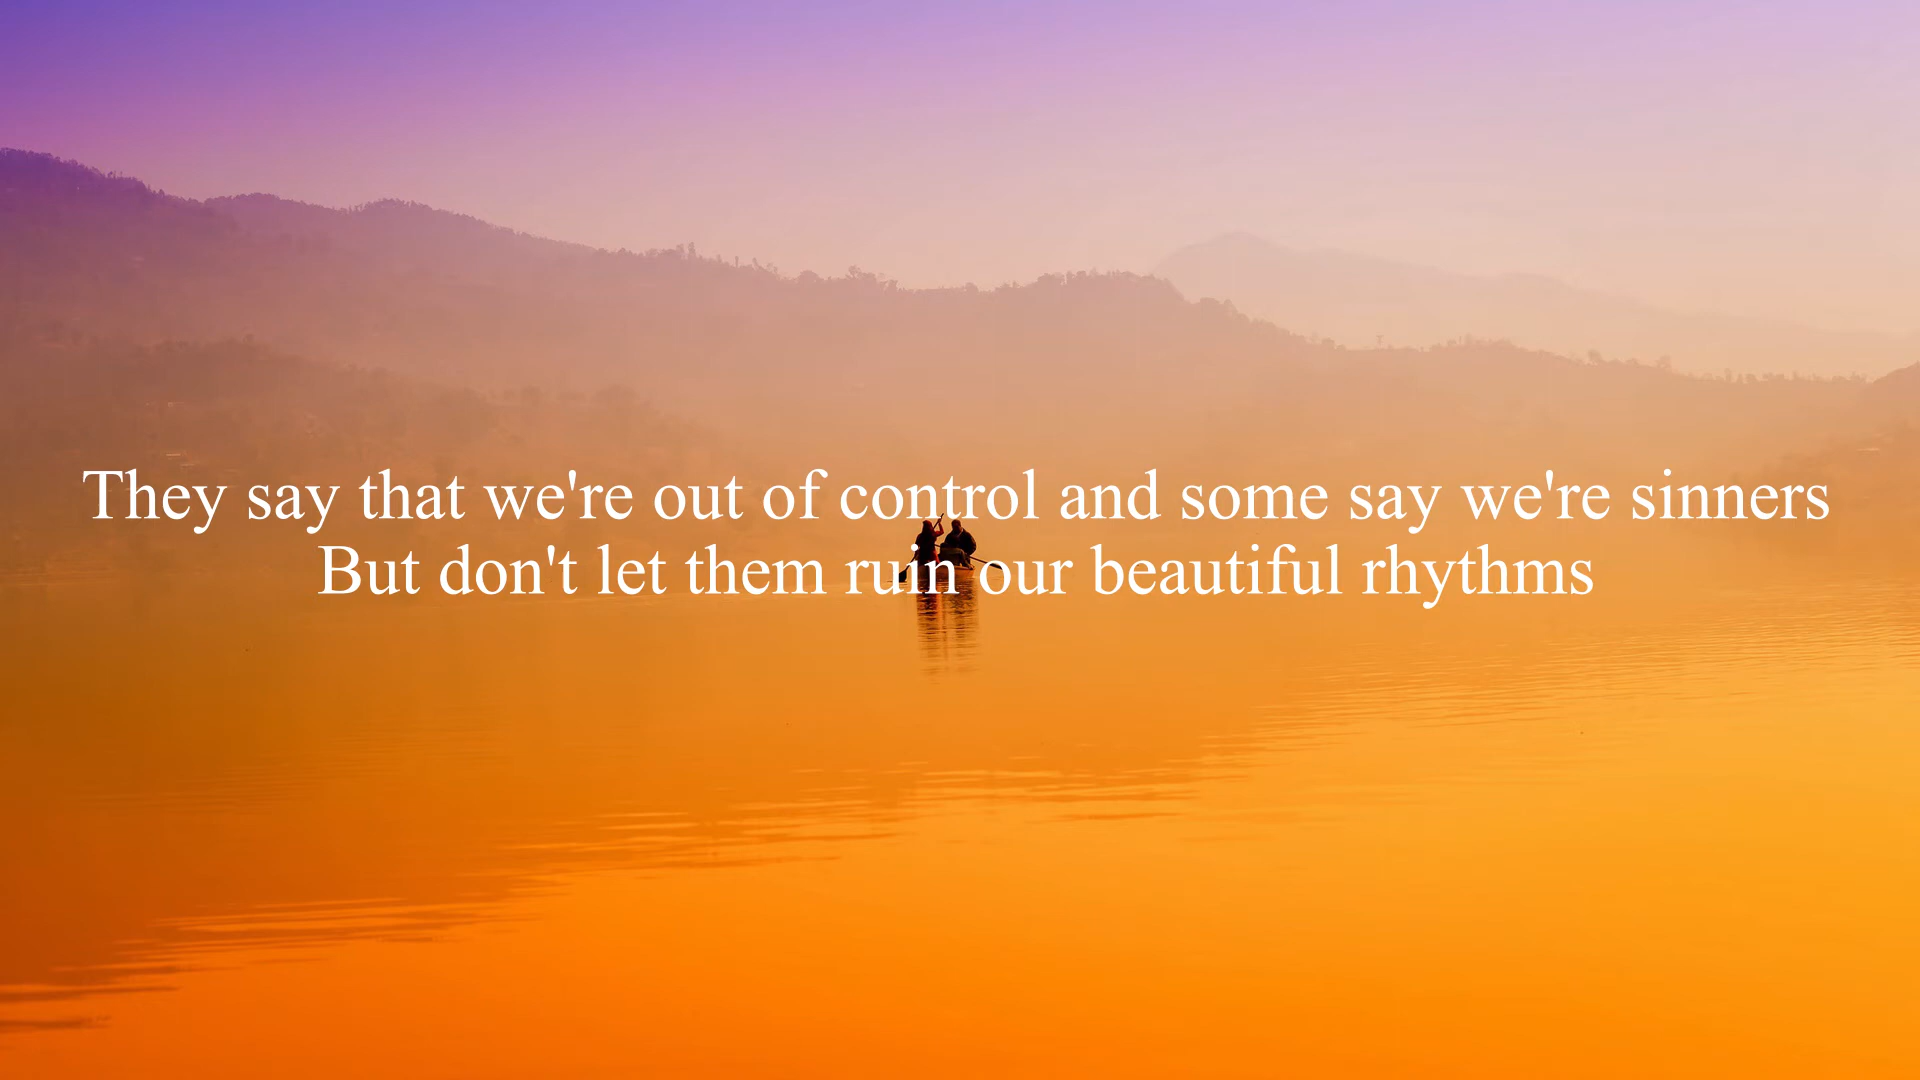 They say that we're out of control and some say we're sinners
But don't let them ruin our beautiful rhythms